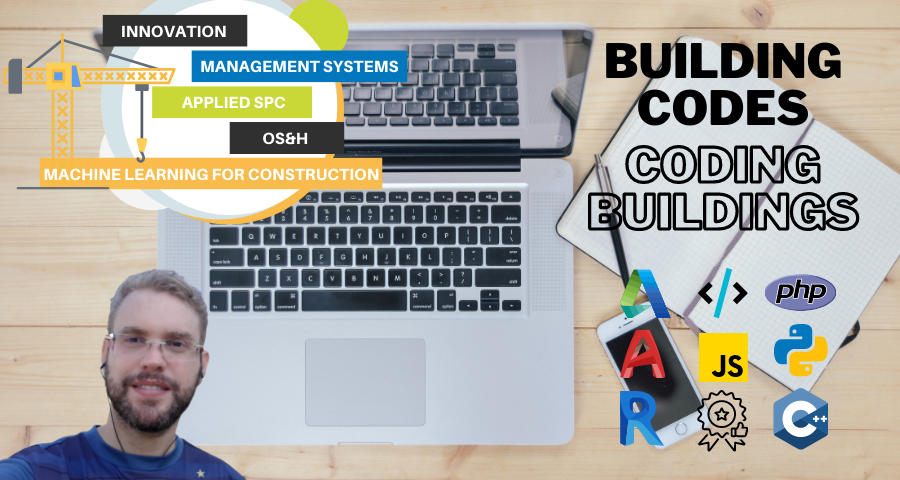 INNOVATION
MANAGEMENT SYSTEMS
APPLIED SPC
OS&H
MACHINE LEARNING FOR CONSTRUCTION
BUILDING
CODES
CODING
BUILDINGS
php
JS
C++